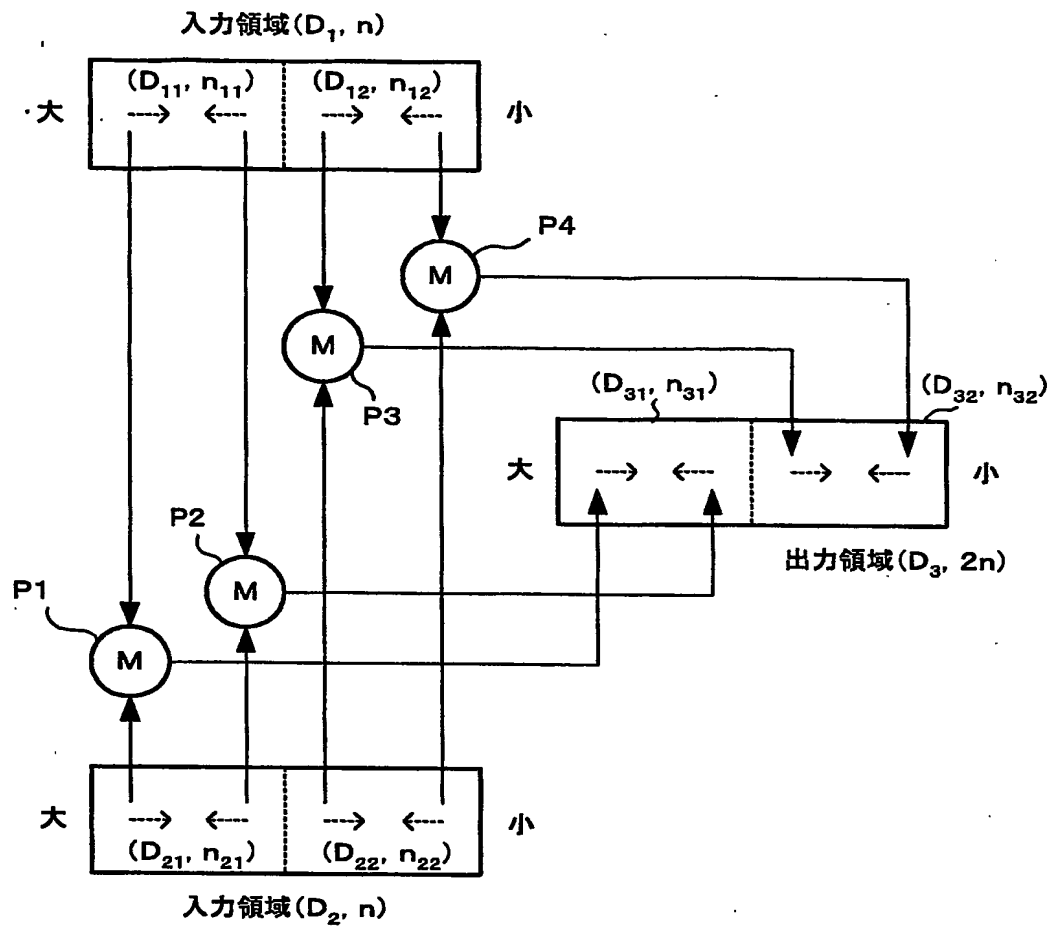 入力領域(D₁, n)
(D₁₁, n₁₁)
(D₁₂, n₁₂)
大
小
P4
M
M
P3
(D₃₁, n₃₁)
(D₃₂, n₃₂)
大
小
P2
出力領域(D₃, 2n)
P1
M
M
大
小
(D₂₁, n₂₁)
(D₂₂, n₂₂)
入力領域(D₂, n)